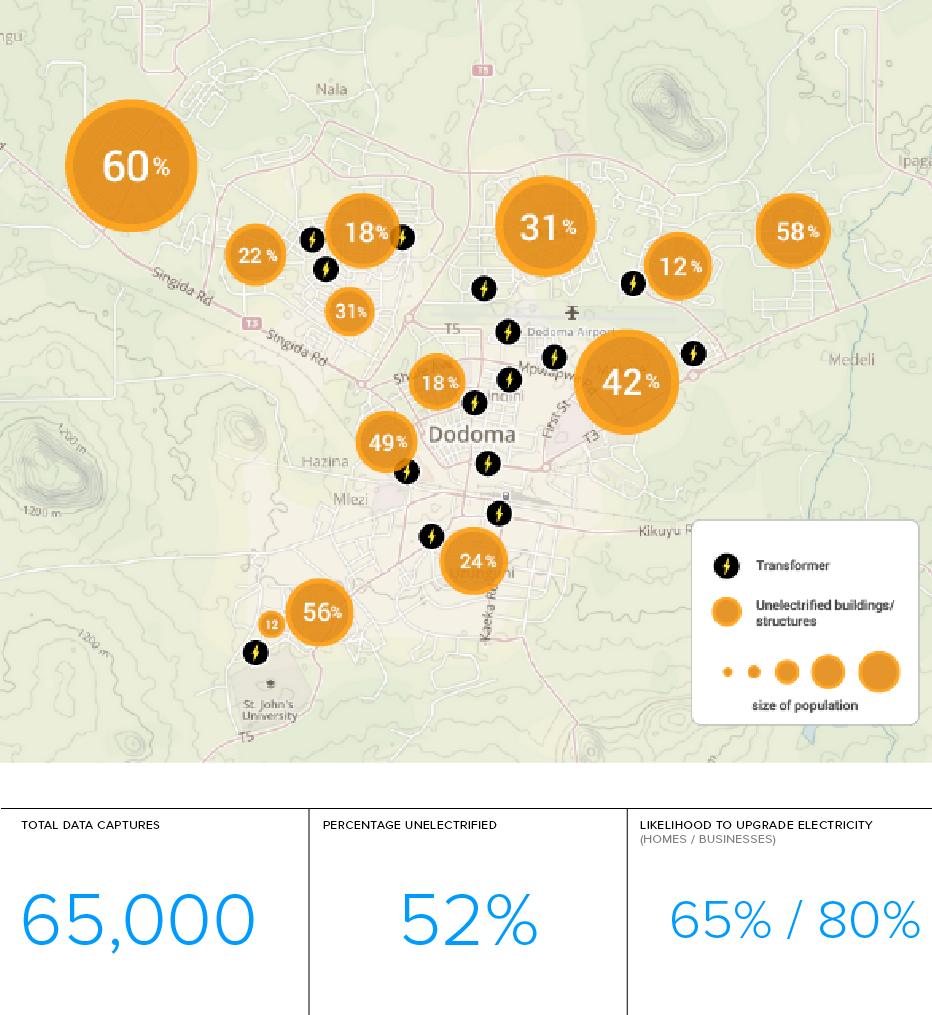 ngu
T5
Nala
Ipaga
60%
18%
31%
58%
22%
12%
Singida Rd
31%
T3
T5
Dodoma Airport
Singida Rd
Medeli
Mpwapwa
42%
18%
First St
T3
Dodoma
49%
1200 m
Hazina
1200 m
Mlezi
Kikuyu R
24%
Kaeka Rd
56%
12
1200 m
St. John's
University
T5
m
Transformer
Unelectrified buildings/
structures
size of population
TOTAL DATA CAPTURES
65,000
PERCENTAGE UNELECTRIFIED
52%
LIKELIHOOD TO UPGRADE ELECTRICITY
(HOMES / BUSINESSES)
65% / 80%